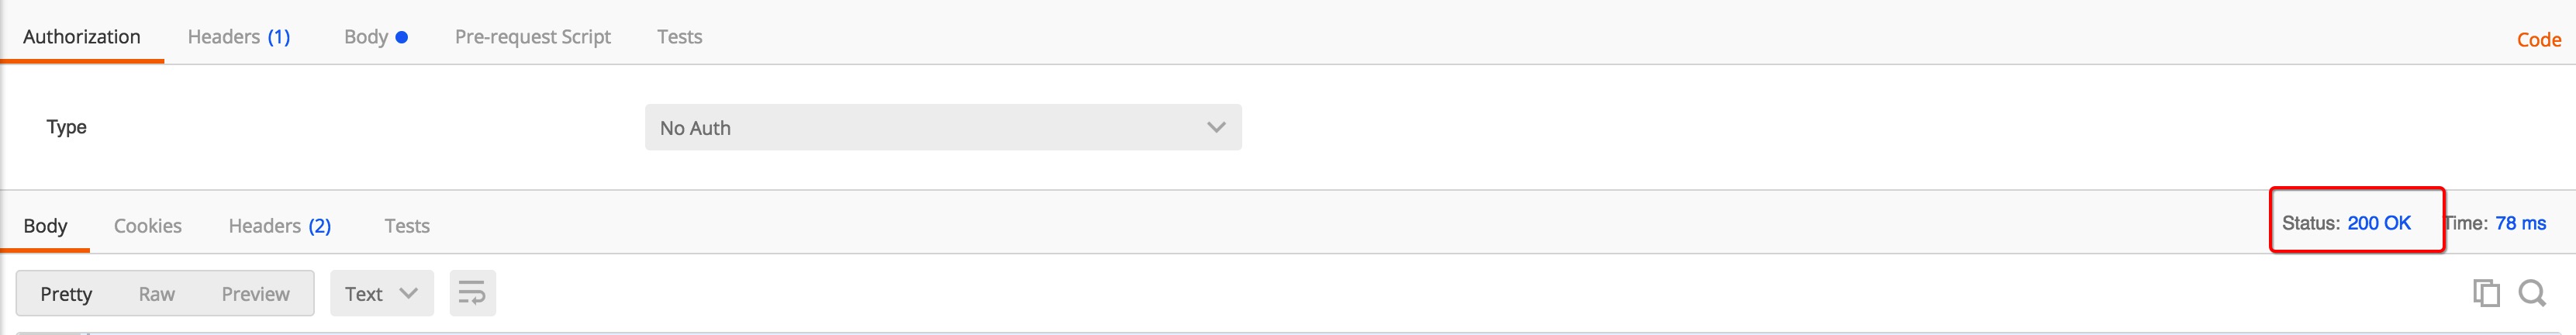 Authorization Headers (1) Body Pre-request Script Tests Code
Type No Auth
Body Cookies Headers (2) Tests Status: 200 OK Time: 78 ms
Pretty Raw Preview Text